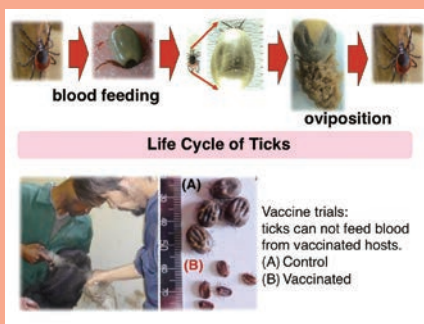 blood feeding
oviposition
Life Cycle of Ticks
(A)
(B)
Vaccine trials:
ticks can not feed blood
from vaccinated hosts.
(A) Control
(B) Vaccinated